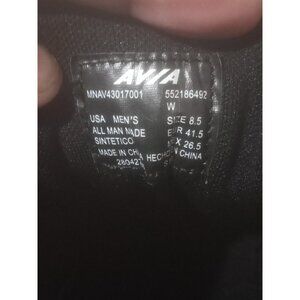 AVIA
MNAV43017001 552186492
W
USA MEN'S SIZE 8.5
ALL MAN MADE EUR 41.5
SINTETICO MEX 26.5
MADE IN CHINA HECHO EN CHINA